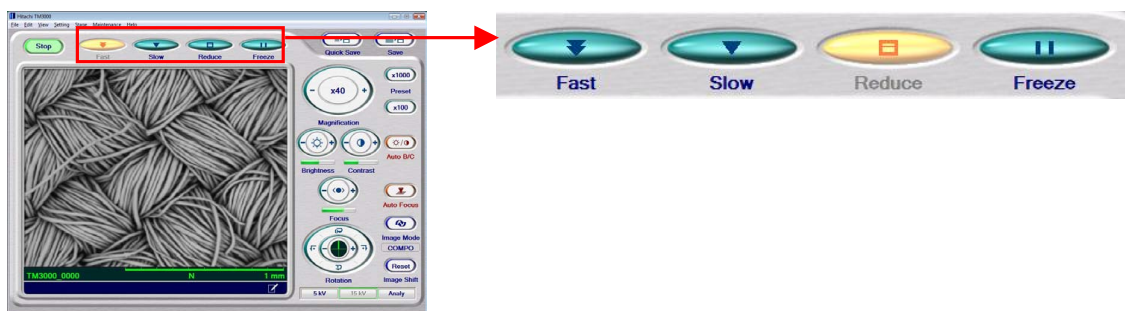 Hitachi TM3000
File Edit View Setting Stage Maintenance Help
Stop Fast Slow Reduce Freeze Quick Save Save
Fast Slow Reduce Freeze
x40 x1000
Preset
x100
Magnification
Auto B/C
Brightness Contrast
Auto Focus
Focus
Image Mode
COMPO
Reset
Rotation Image Shift
TM3000_0000 N 1 mm
5 kV 15 kV Analy